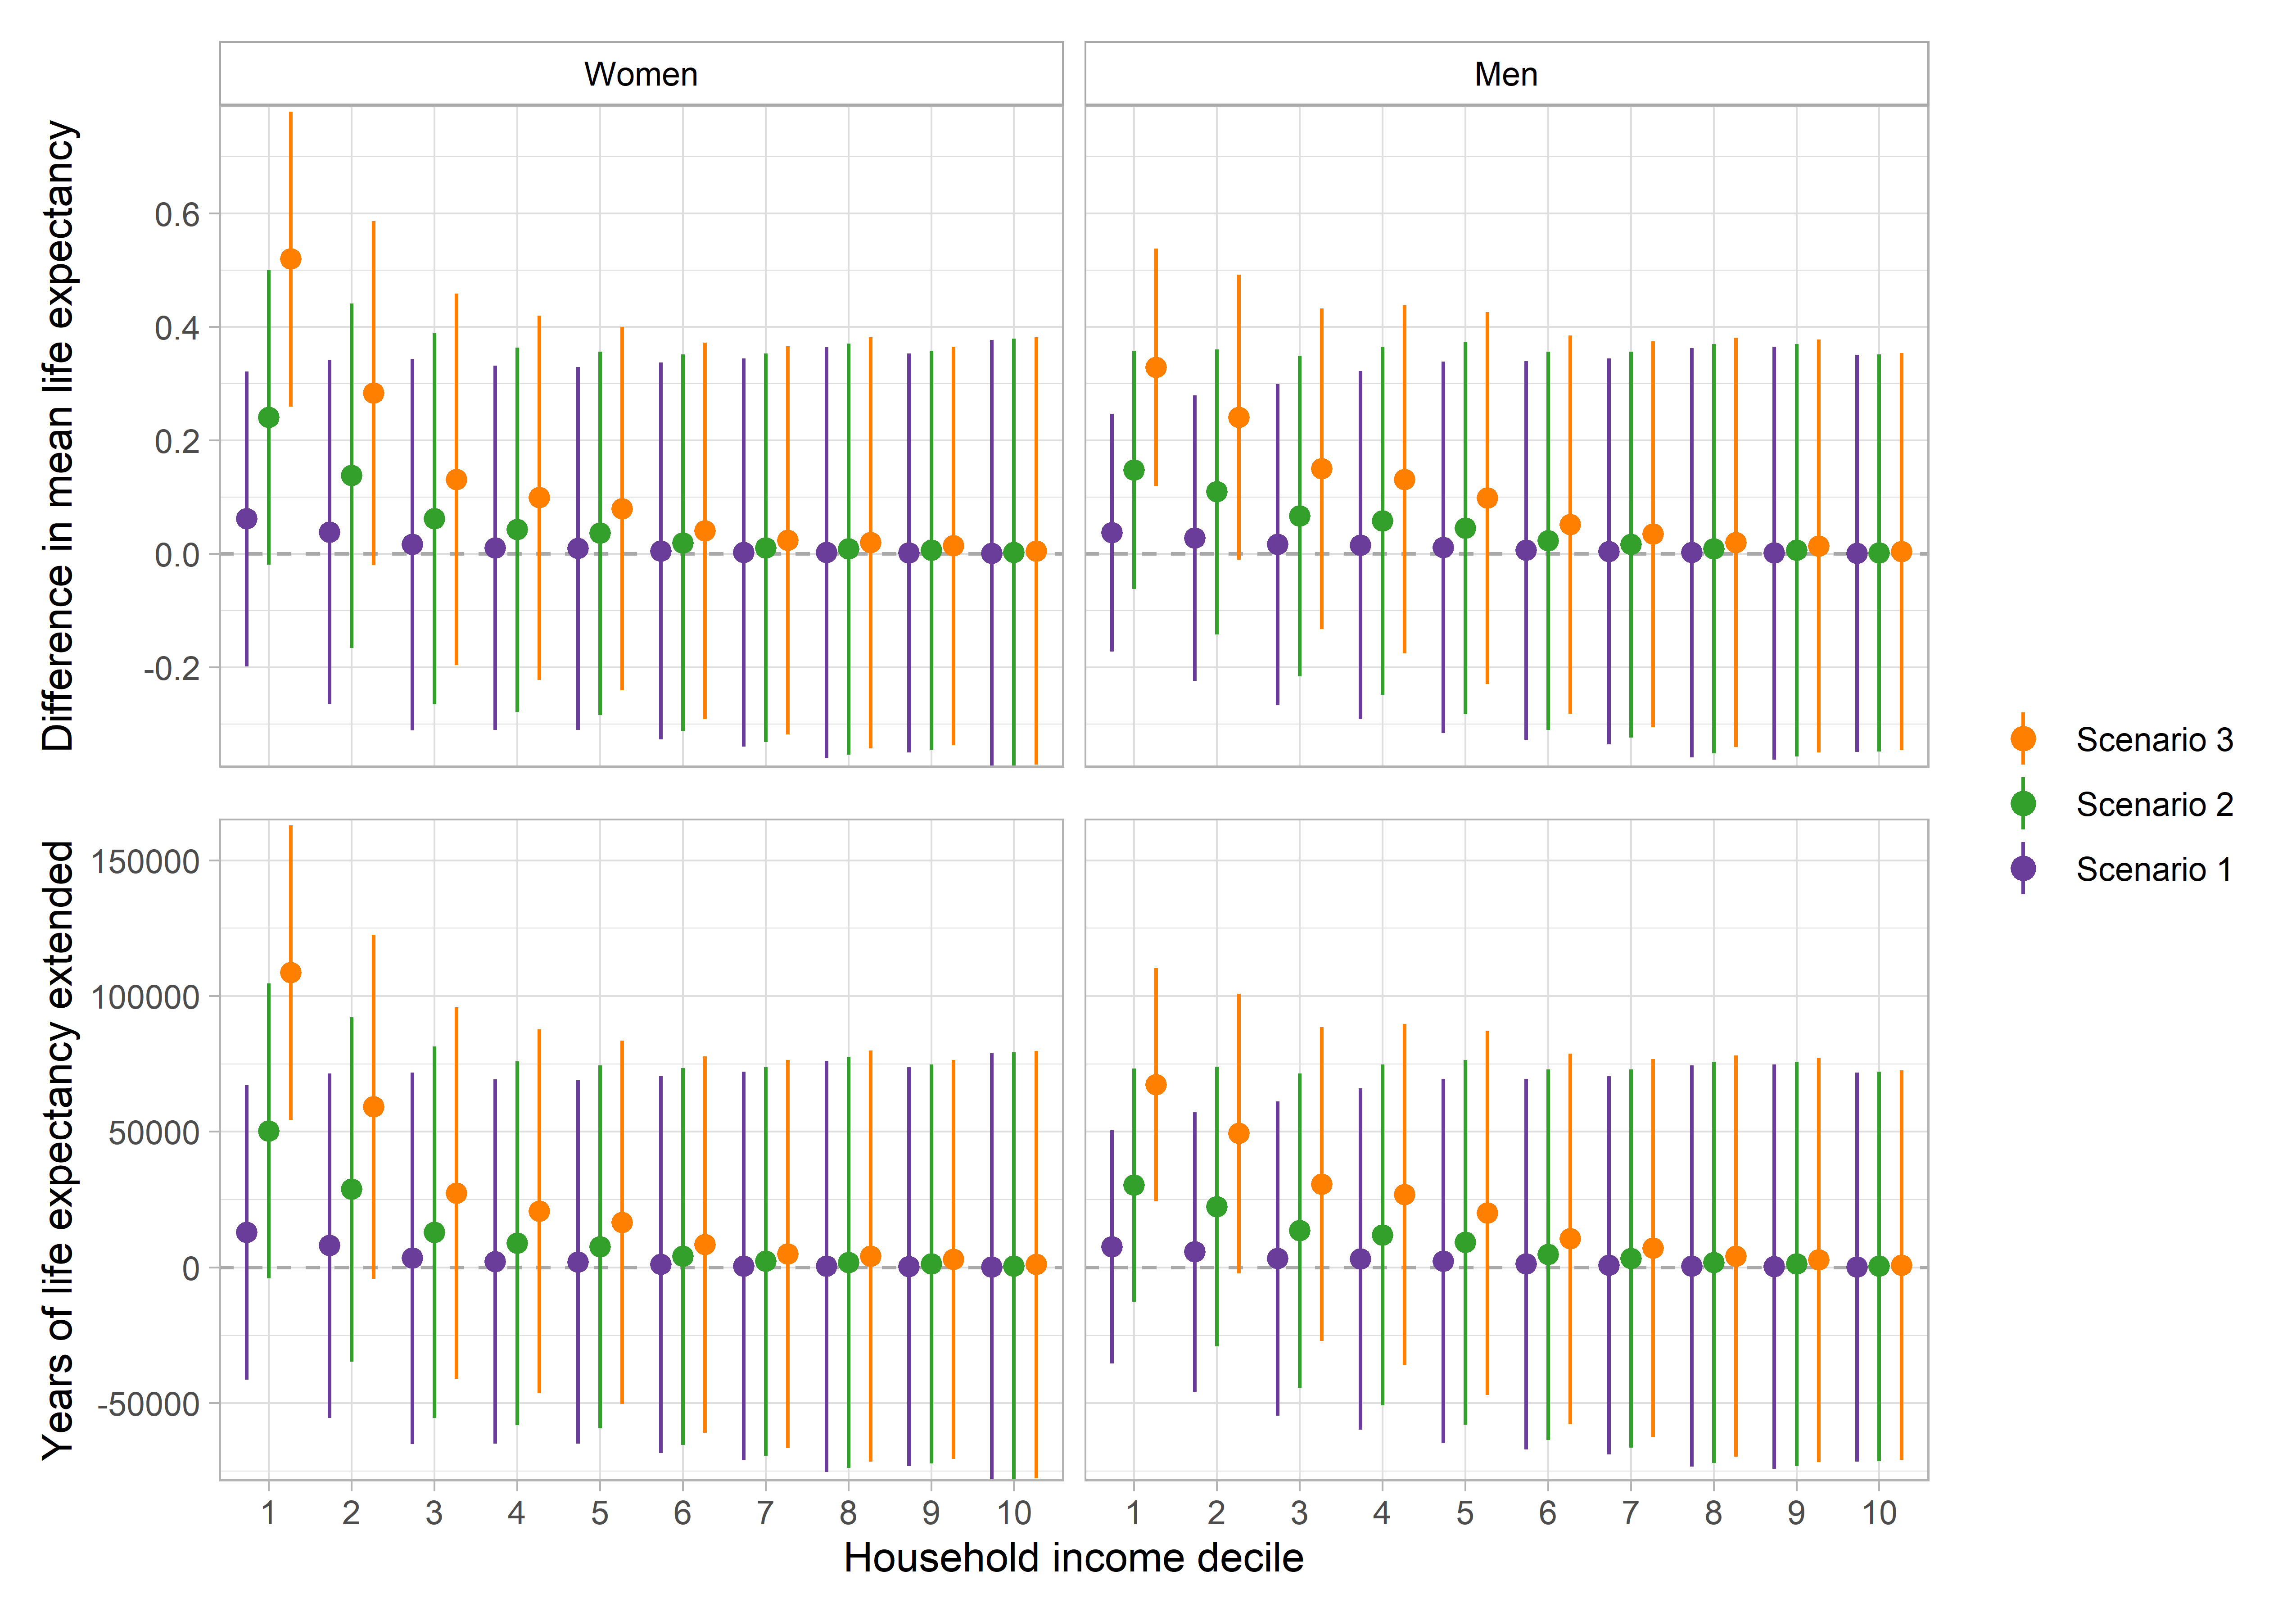 Women
Men
Difference in mean life expectancy
0.6
0.4
0.2
0.0
-0.2
Years of life expectancy extended
150000
100000
50000
0
-50000
1 2 3 4 5 6 7 8 9 10
1 2 3 4 5 6 7 8 9 10
Household income decile
Scenario 3
Scenario 2
Scenario 1